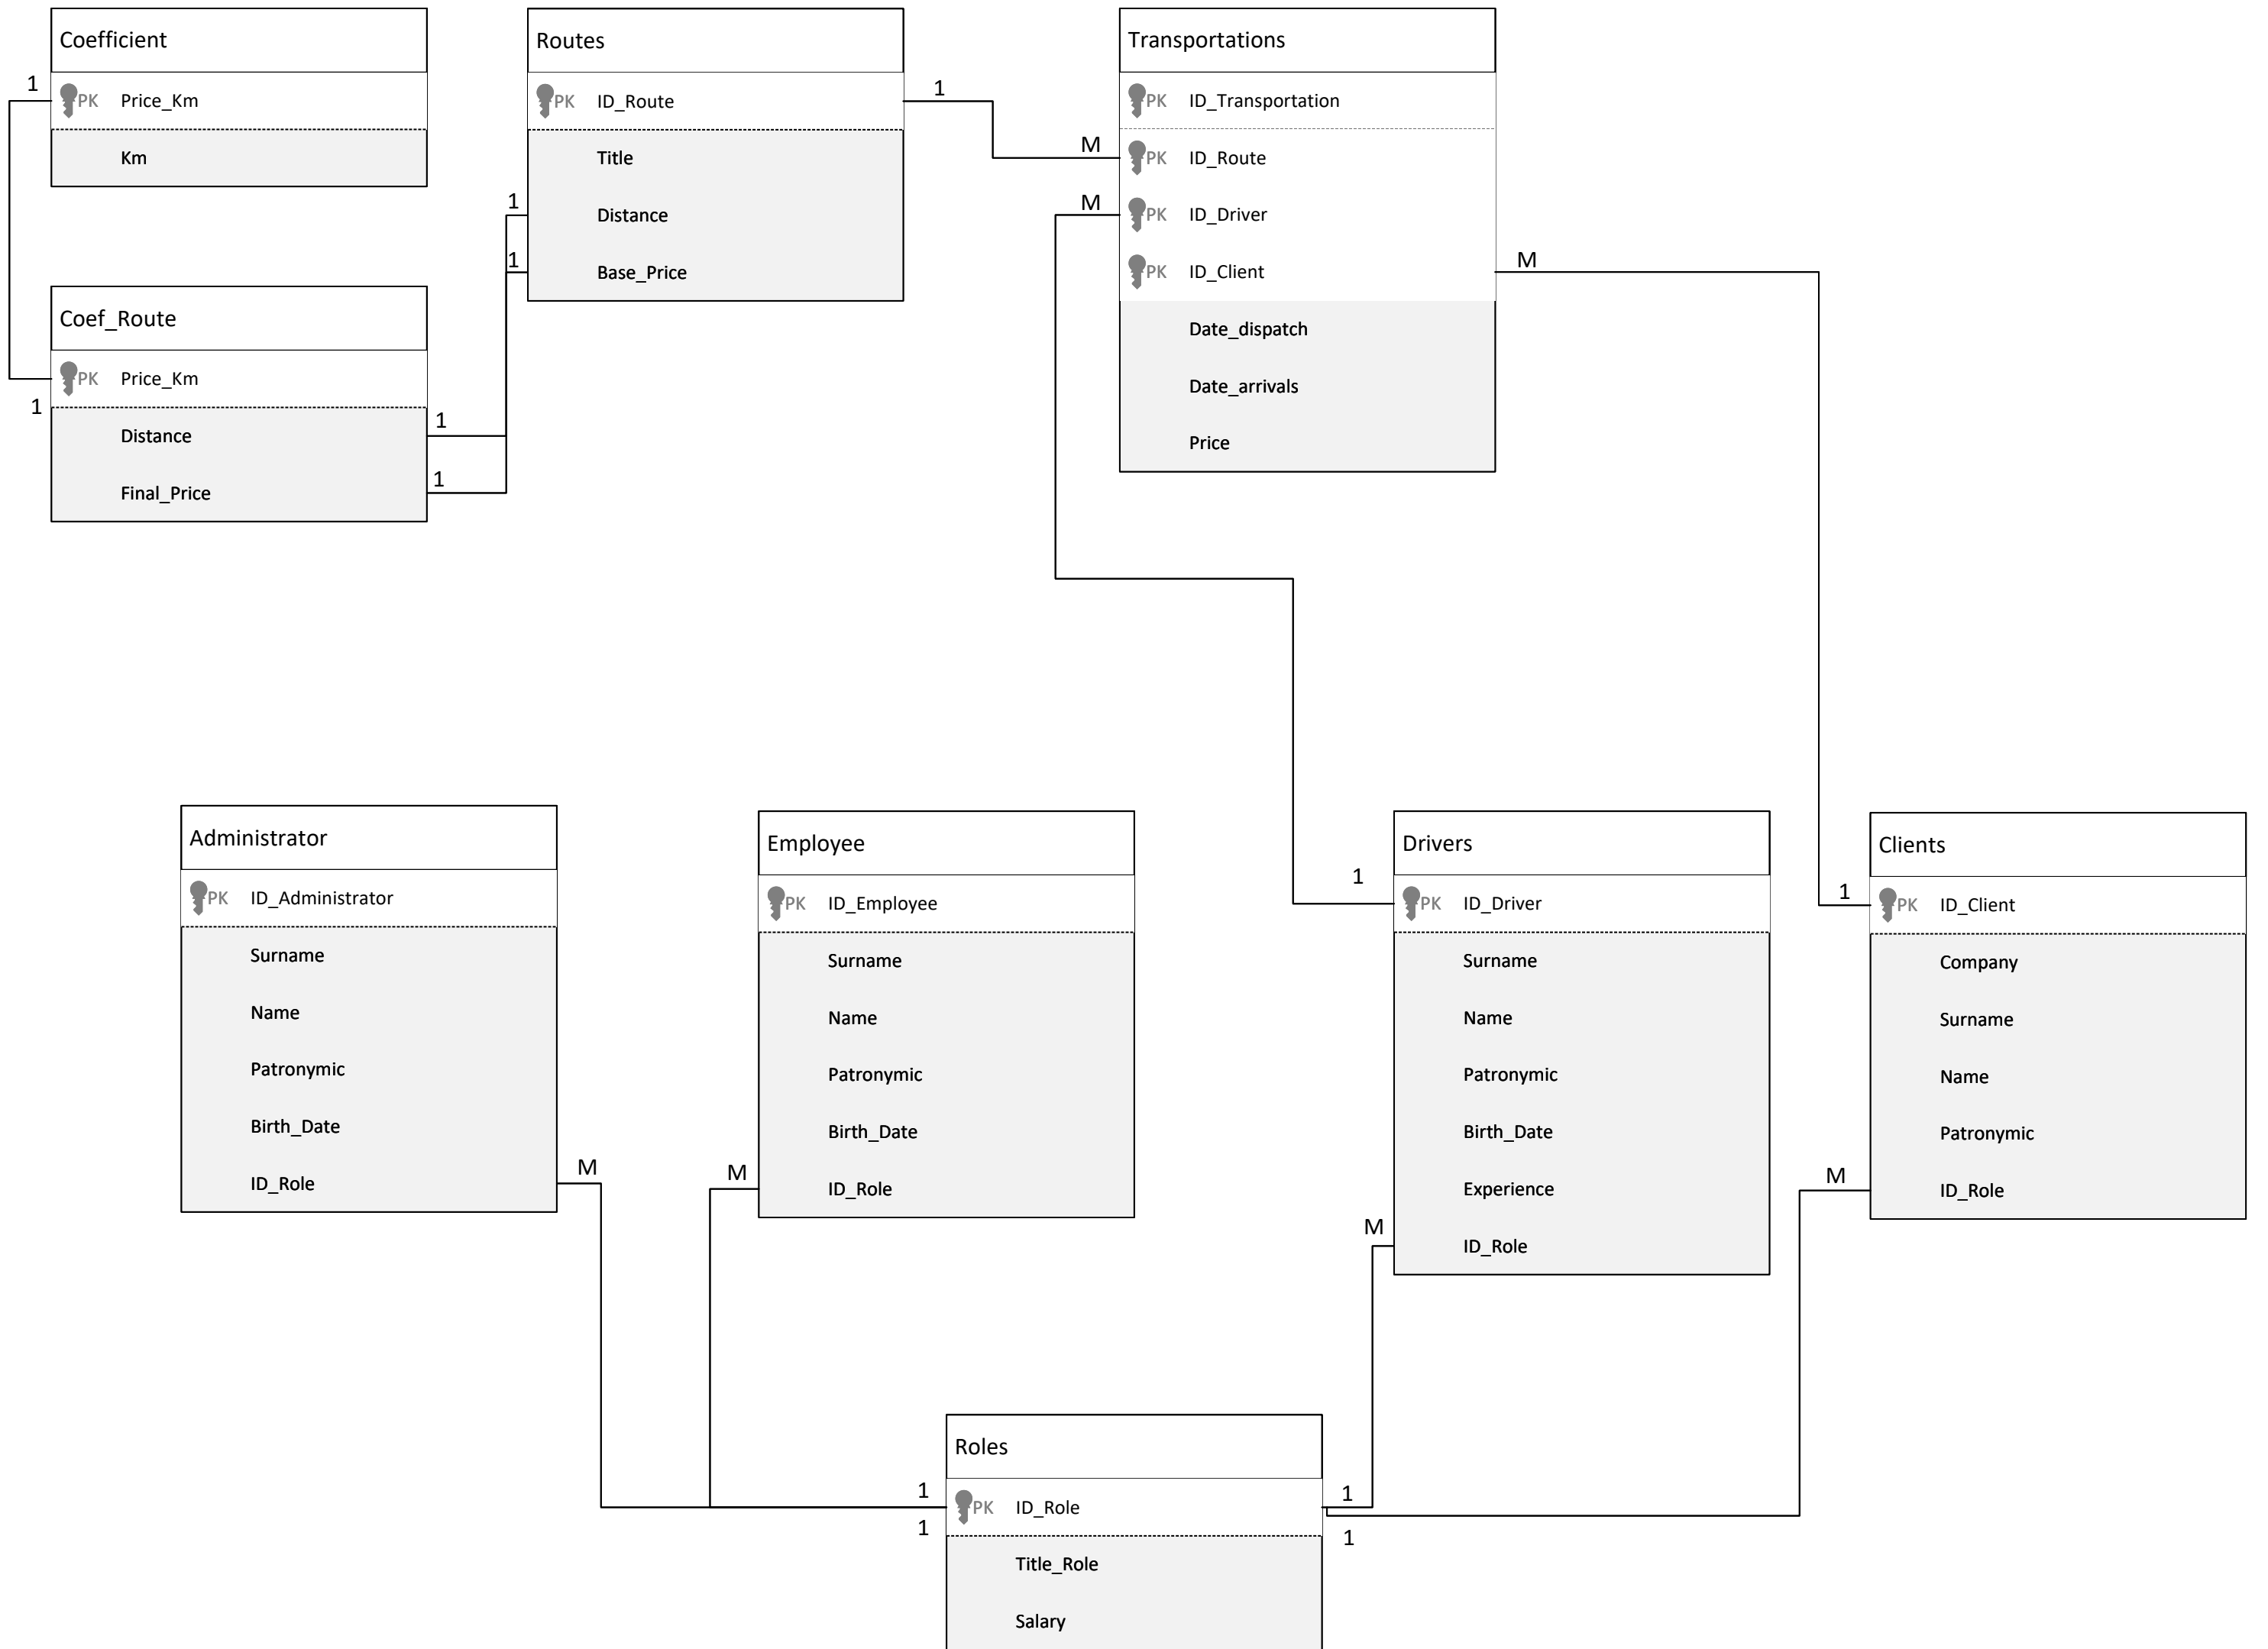 Coefficient
PK Price_Km
Km
1
1
Coef_Route
PK Price_Km
Distance
Final_Price
1
1
Routes
PK ID_Route
Title
Distance
Base_Price
1
1
1
M
Transportations
PK ID_Transportation
PK ID_Route
PK ID_Driver
PK ID_Client
Date_dispatch
Date_arrivals
Price
M
M
Administrator
PK ID_Administrator
Surname
Name
Patronymic
Birth_Date
ID_Role
M
Employee
PK ID_Employee
Surname
Name
Patronymic
Birth_Date
ID_Role
M
Drivers
PK ID_Driver
Surname
Name
Patronymic
Birth_Date
Experience
ID_Role
1
M
Clients
PK ID_Client
Company
Surname
Name
Patronymic
ID_Role
1
M
Roles
PK ID_Role
Title_Role
Salary
1
1
1
1